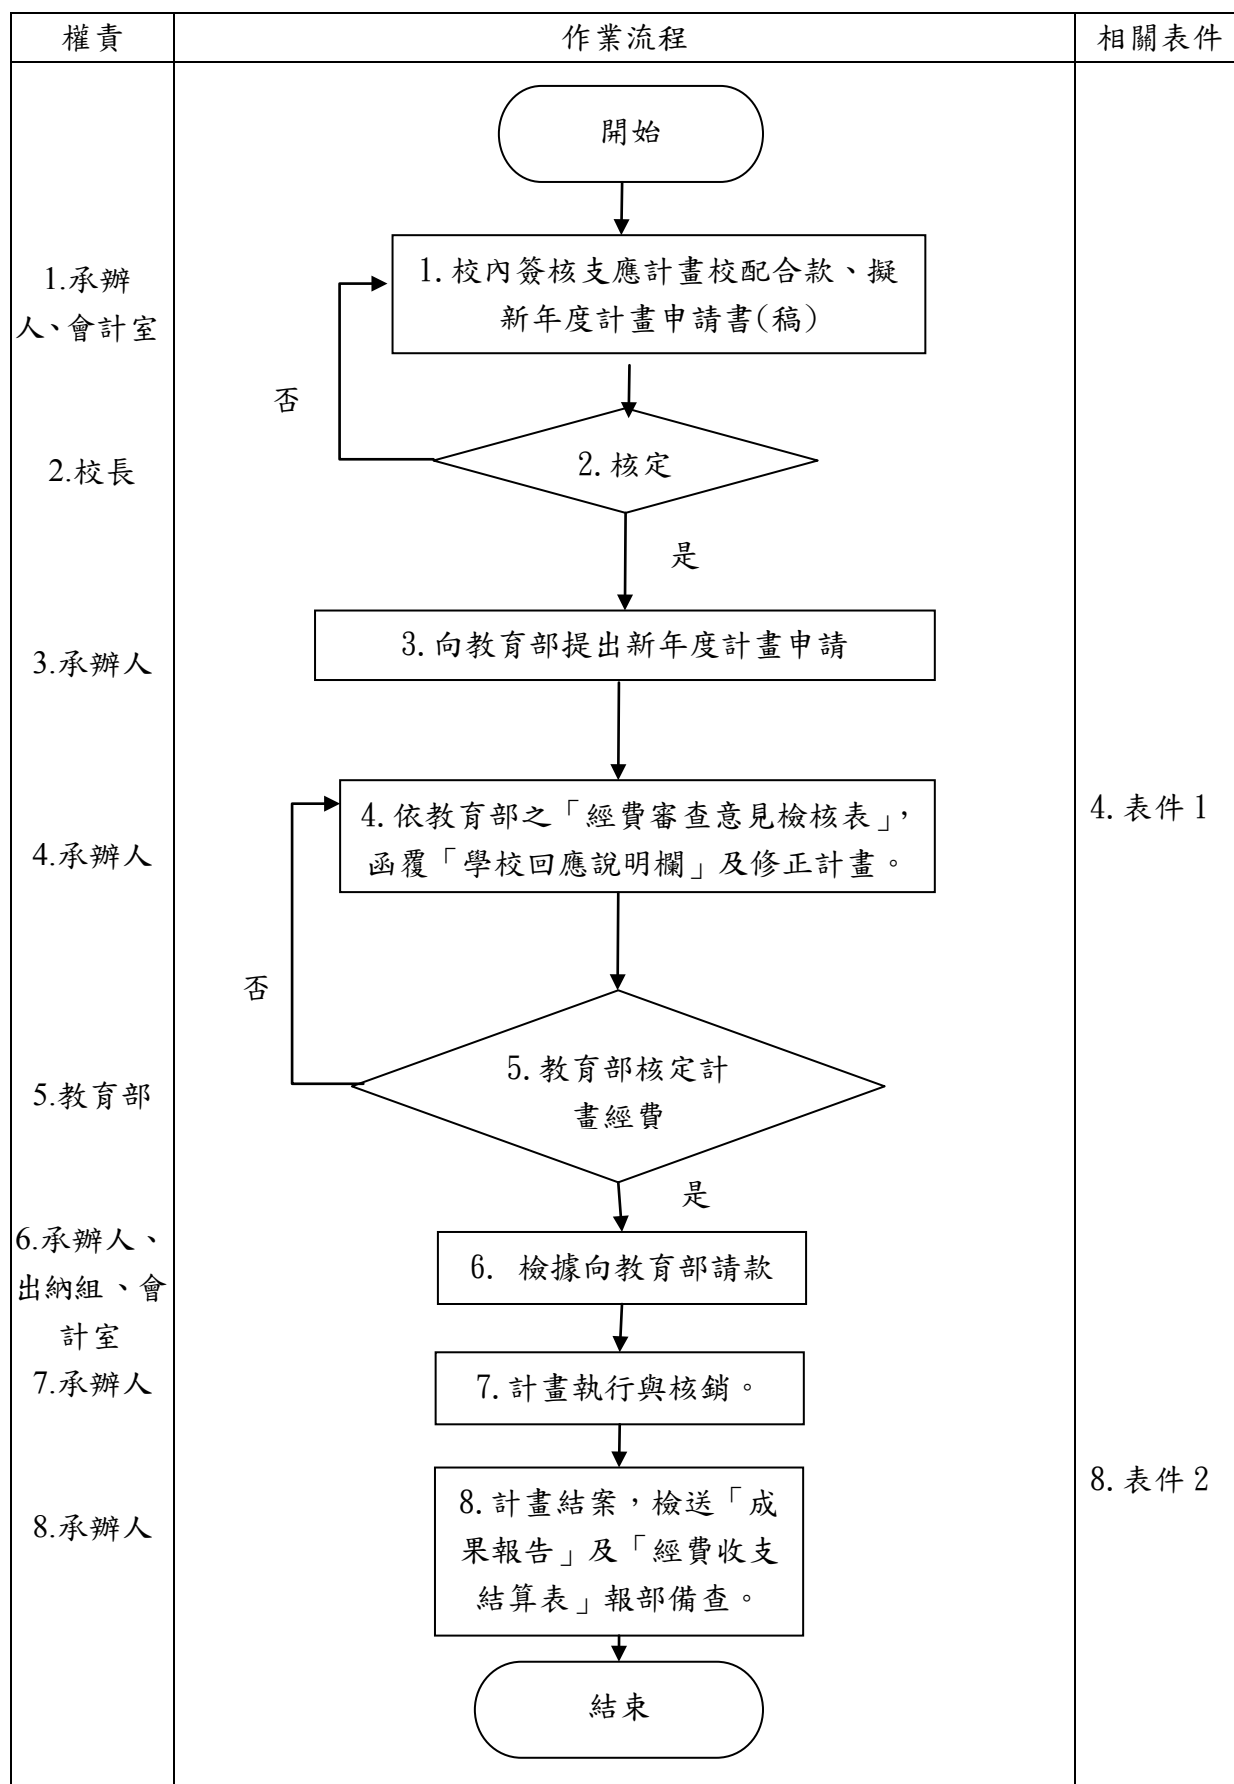 權責
作業流程
相關表件
開始
1.承辦
人、會計室
1.校內簽核支應計畫校配合款、擬
新年度計畫申請書(稿)
否
2.校長
2.核定
是
3.承辦人
3.向教育部提出新年度計畫申請
4.承辦人
4.依教育部之「經費審查意見檢核表」,
函覆「學校回應說明欄」及修正計畫。
4.表件1
否
5.教育部
5.教育部核定計
畫經費
是
6.承辦人、
出納組、會
計室
6. 檢據向教育部請款
7.承辦人
7.計畫執行與核銷。
8.承辦人
8.計畫結案,檢送「成
果報告」及「經費收支
結算表」報部備查。
8.表件2
結束